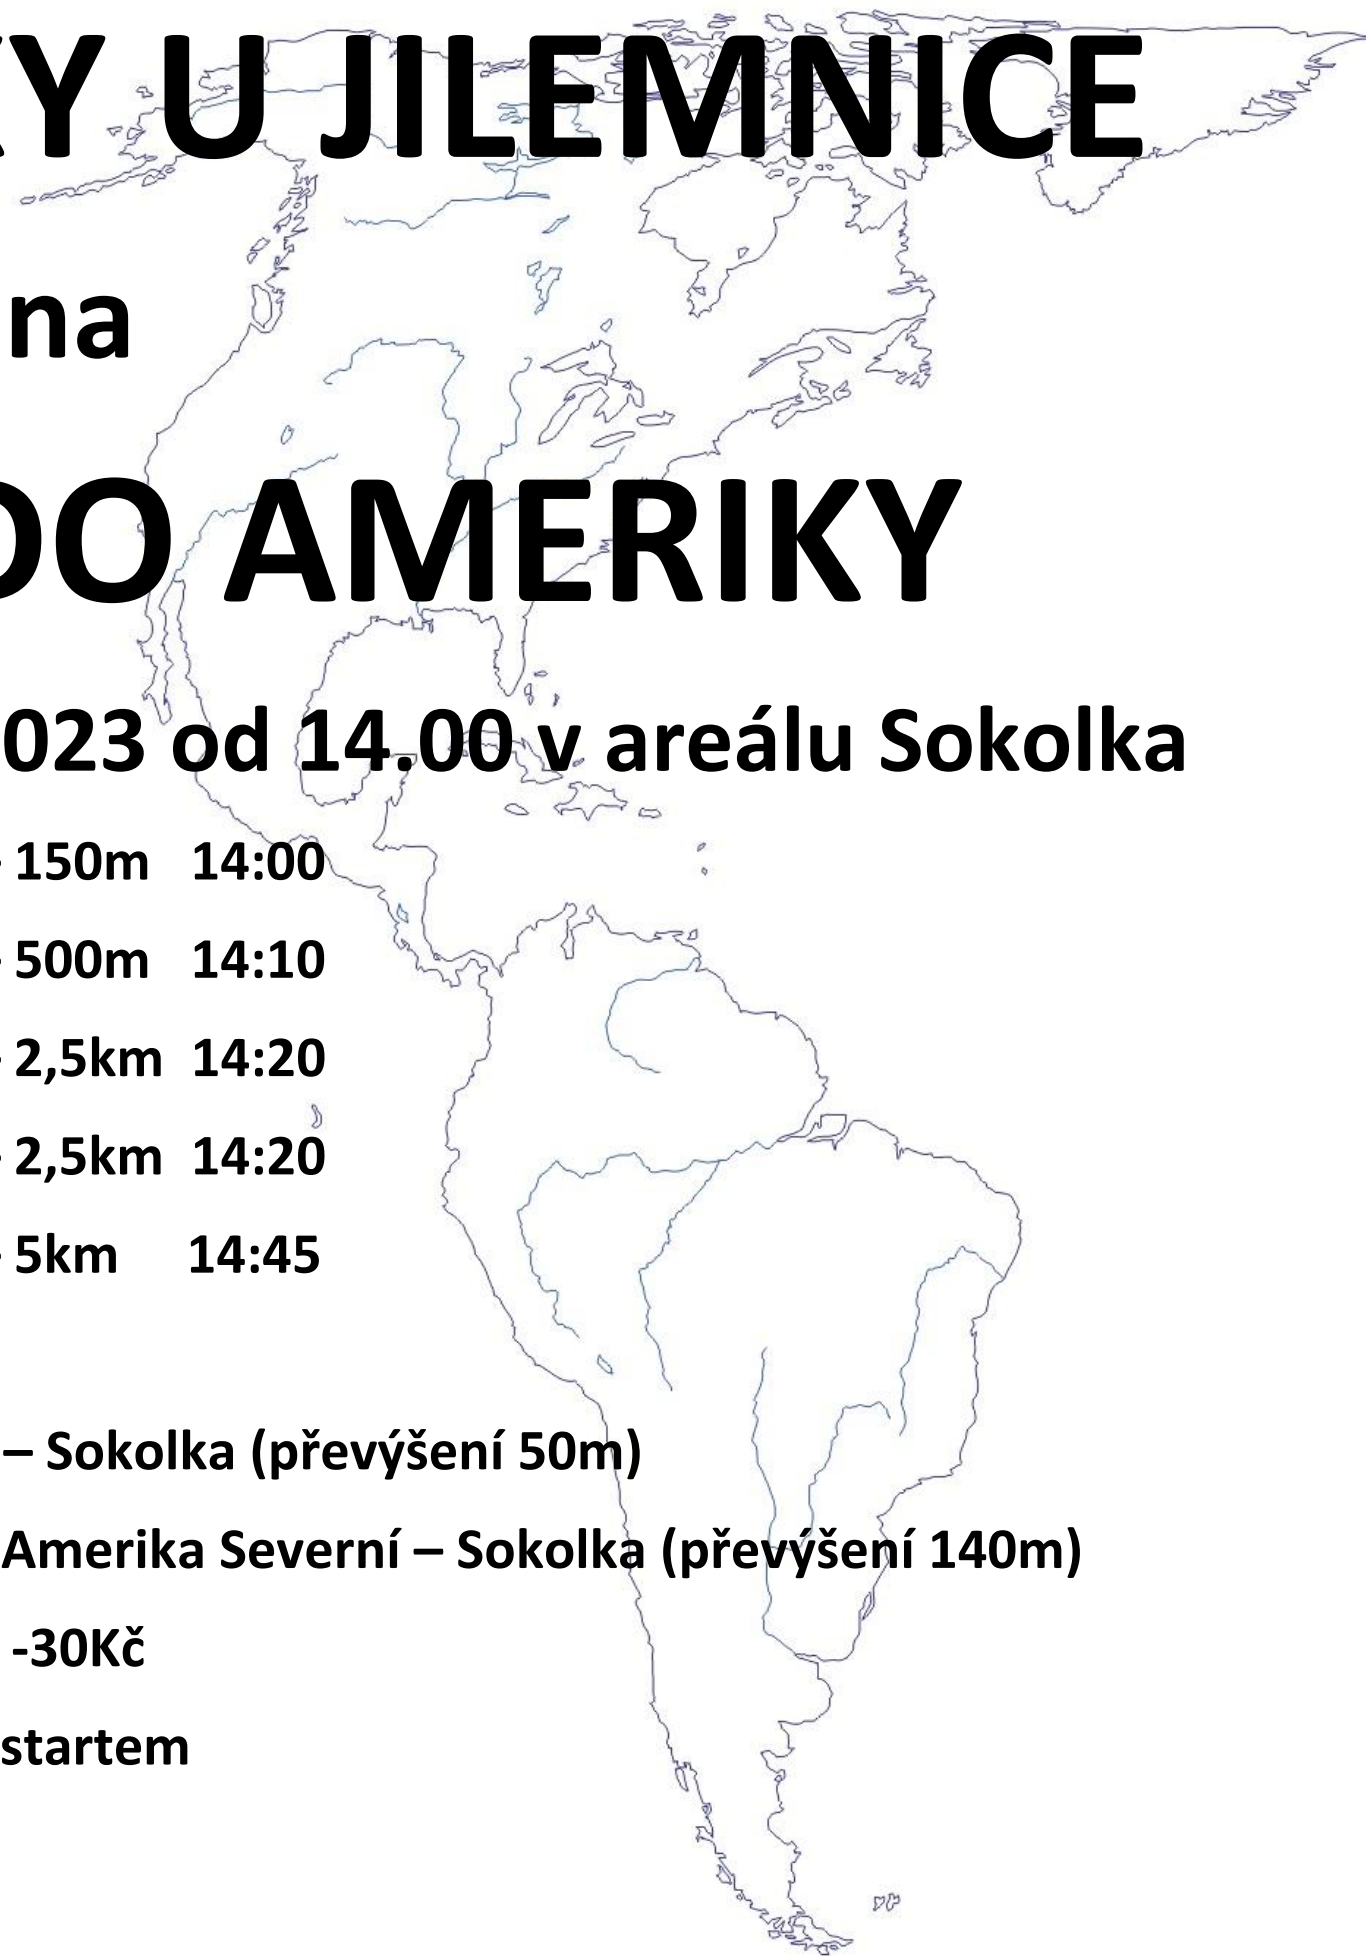 Y U JILEMNICE
na
DO AMERIKY
023 od 14.00 v areálu Sokolka
- 150m 14:00
- 500m 14:10
- 2,5km 14:20
- 2,5km 14:20
- 5km 14:45
– Sokolka (převýšení 50m)
Amerika Severní – Sokolka (převýšení 140m)
-30Kč
startem